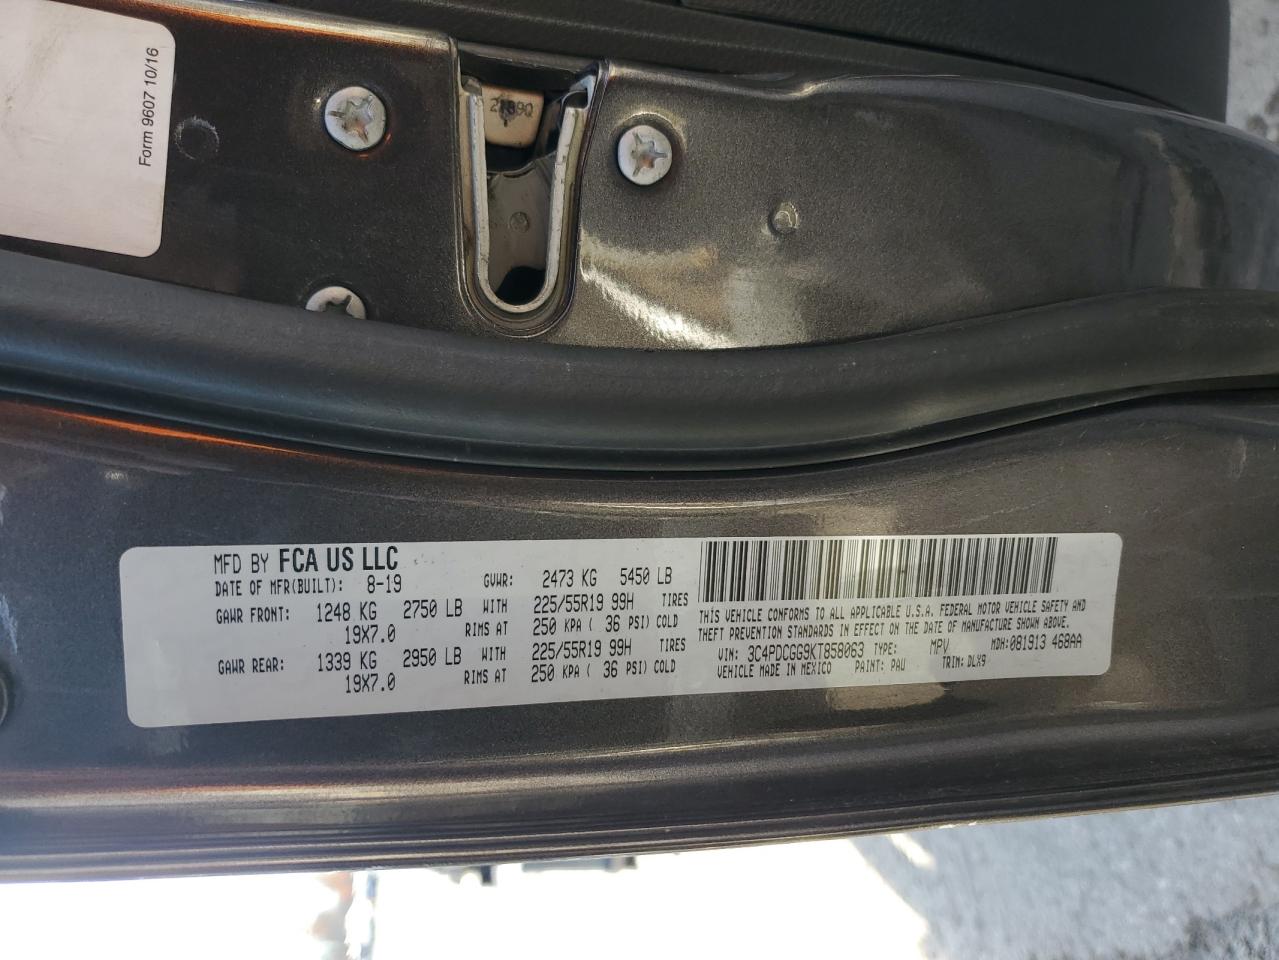 Form 9607 10/16
MFD BY FCA US LLC
DATE OF MFR(BUILT): 8-19 GVWR: 2473 KG 5450 LB
GAWR FRONT: 1248 KG 2750 LB WITH 225/55R19 99H TIRES
19X7.0 RIMS AT 250 KPA ( 36 PSI) COLD
GAWR REAR: 1339 KG 2950 LB WITH 225/55R19 99H TIRES
19X7.0 RIMS AT 250 KPA ( 36 PSI) COLD
THIS VEHICLE CONFORMS TO ALL APPLICABLE U.S.A. FEDERAL MOTOR VEHICLE SAFETY AND
THEFT PREVENTION STANDARDS IN EFFECT ON THE DATE OF MANUFACTURE SHOWN ABOVE.
VIN: 3C4PDCGG9KT858063 TYPE: MPV MDH: 081913 468AA
VEHICLE MADE IN MEXICO PAINT: PAU TRIM: DLX9